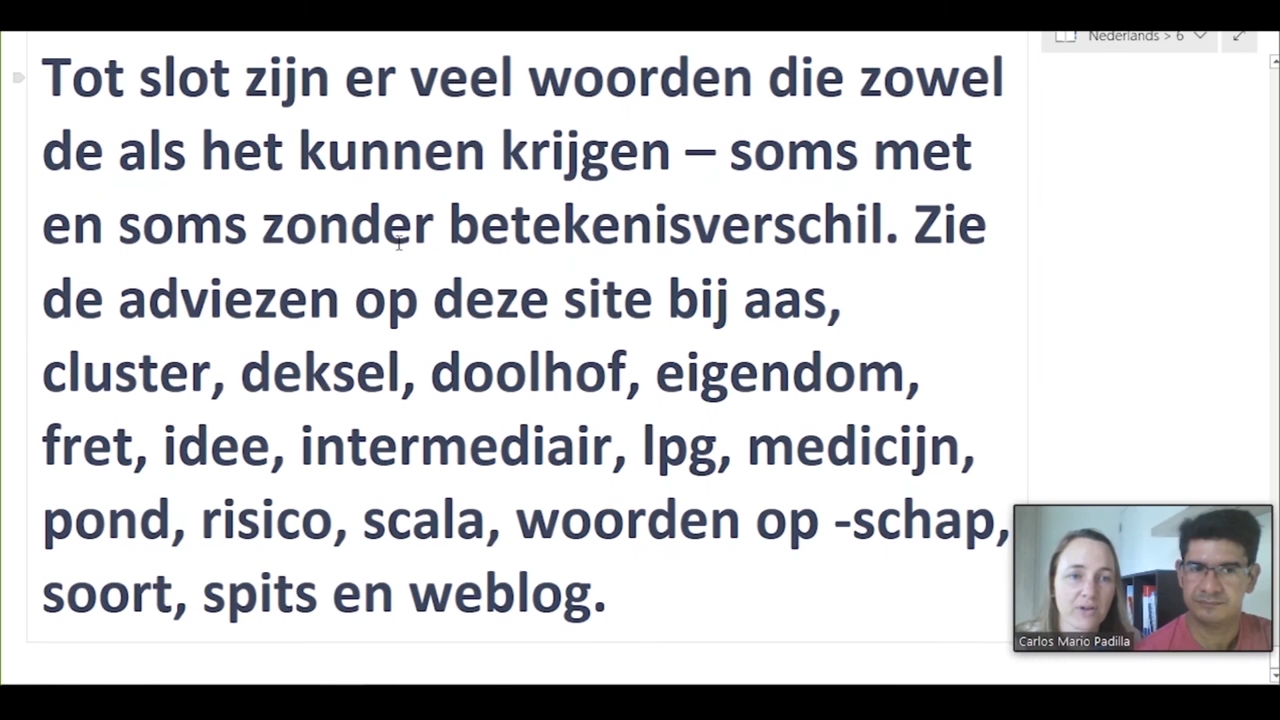 Nederlands > 6
Tot slot zijn er veel woorden die zowel
de als het kunnen krijgen – soms met
en soms zonder betekenisverschil. Zie
de adviezen op deze site bij aas,
cluster, deksel, doolhof, eigendom,
fret, idee, intermediair, lpg, medicijn,
pond, risico, scala, woorden op -schap,
soort, spits en weblog.
Carlos Mario Padilla